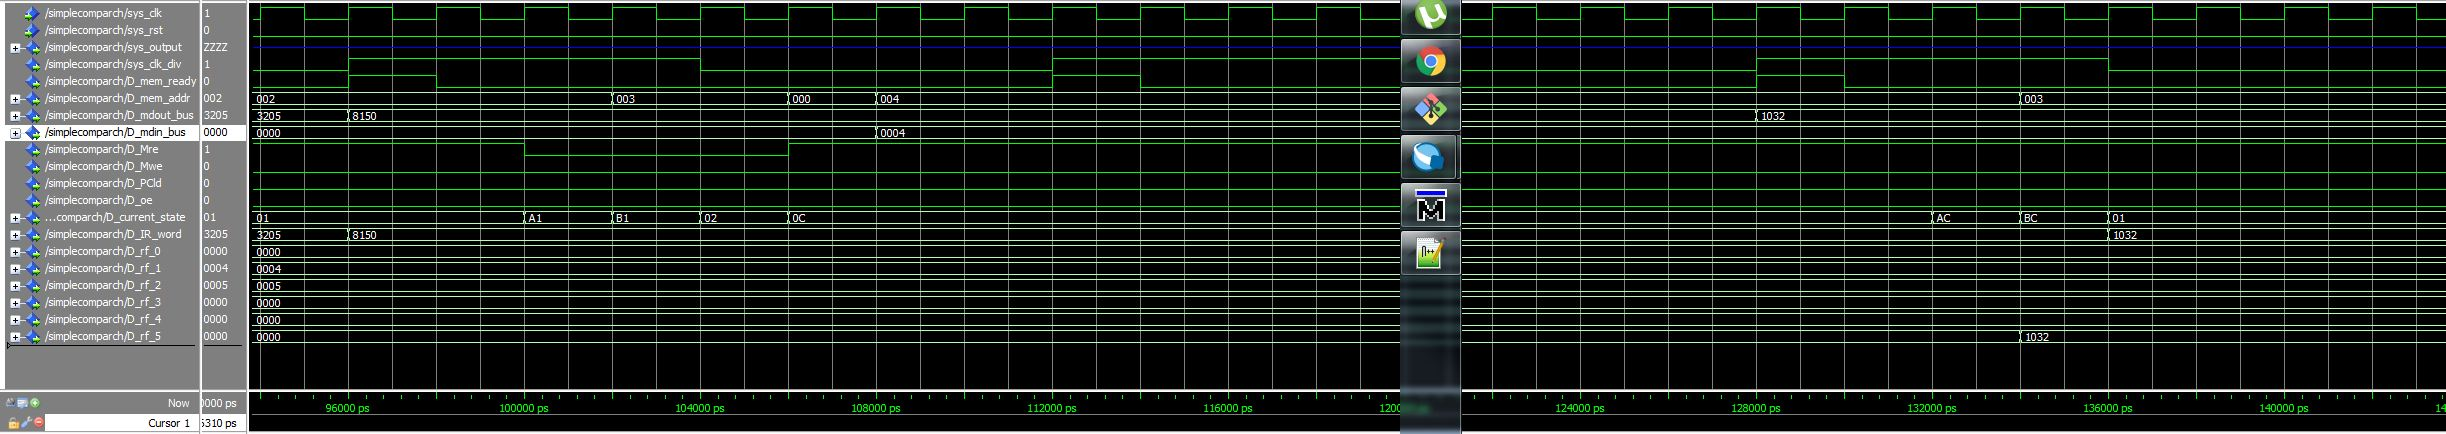 /simplecomparch/sys_clk 1
/simplecomparch/sys_rst 0
/simplecomparch/sys_output ZZZZ
/simplecomparch/sys_clk_div 1
/simplecomparch/D_mem_ready 0
/simplecomparch/D_mem_addr 002 002 003 000 004 003
/simplecomparch/D_mdout_bus 3205 3205 8150 1032
/simplecomparch/D_mdin_bus 0000 0000 0004
/simplecomparch/D_Mre 1
/simplecomparch/D_Mwe 0
/simplecomparch/D_PCld 0
/simplecomparch/D_oe 0
...comparch/D_current_state 01 01 A1 B1 02 0C AC BC 01
/simplecomparch/D_IR_word 3205 3205 8150 1032
/simplecomparch/D_rf_0 0000 0000
/simplecomparch/D_rf_1 0004 0004
/simplecomparch/D_rf_2 0005 0005
/simplecomparch/D_rf_3 0000 0000
/simplecomparch/D_rf_4 0000 0000
/simplecomparch/D_rf_5 0000 0000 1032
Now 0000 ps 96000 ps 100000 ps 104000 ps 108000 ps 112000 ps 116000 ps 124000 ps 128000 ps 132000 ps 136000 ps 140000 ps
Cursor 1 5310 ps